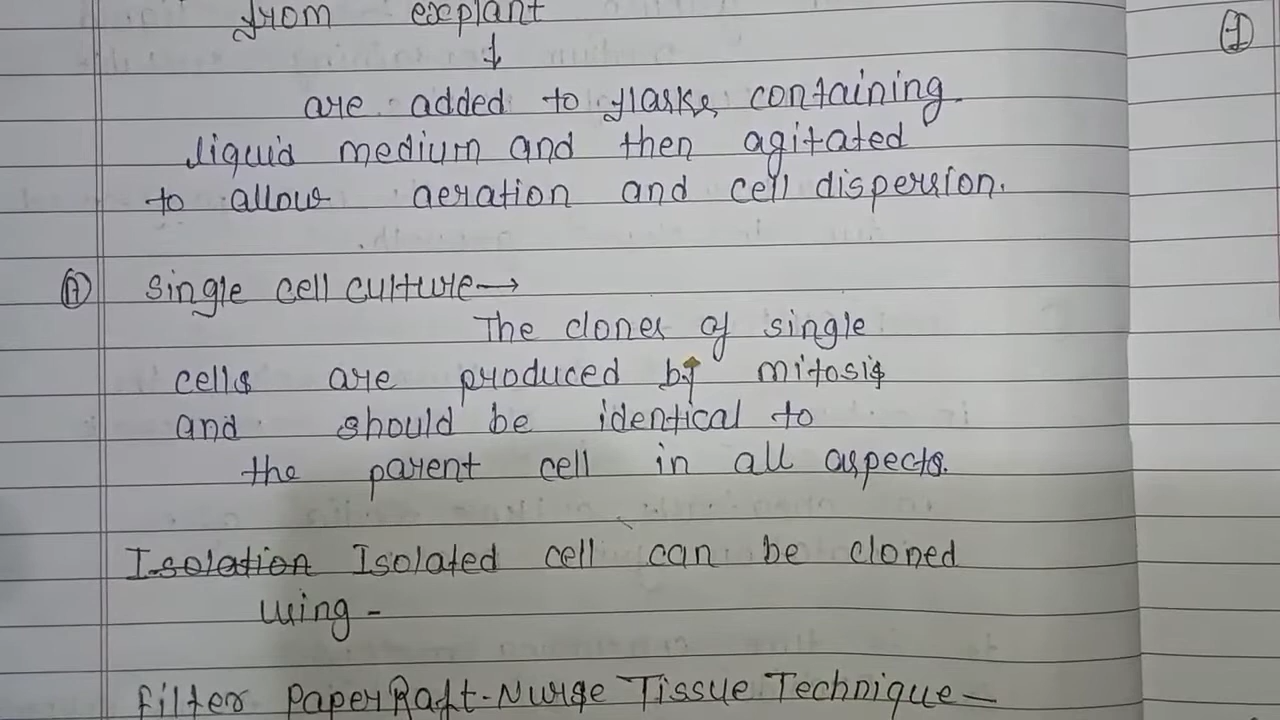 from explant
↓
are added to flasks containing
liquid medium and then agitated
to allow aeration and cell dispersion.
Ⓐ Single cell culture→
The clones of single
cells are produced by mitosis
and should be identical to
the parent cell in all aspects.
Isolation Isolated cell can be cloned
using -
Filter Paper Raft-Nurse Tissue Technique-